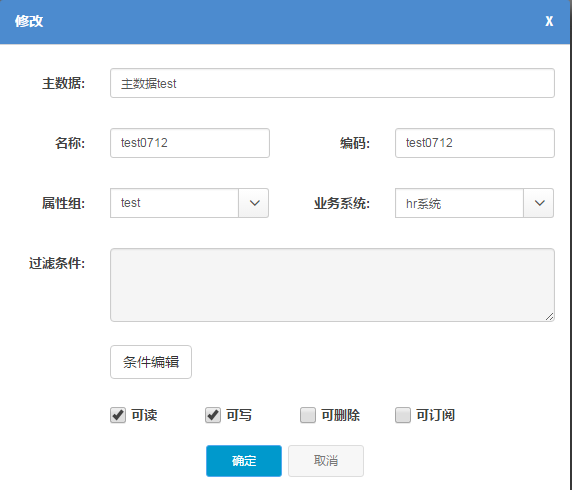 修改 X
主数据: 主数据test
名称: test0712 编码: test0712
属性组: test 业务系统: hr系统
过滤条件:
条件编辑
可读 可写 可删除 可订阅
确定 取消